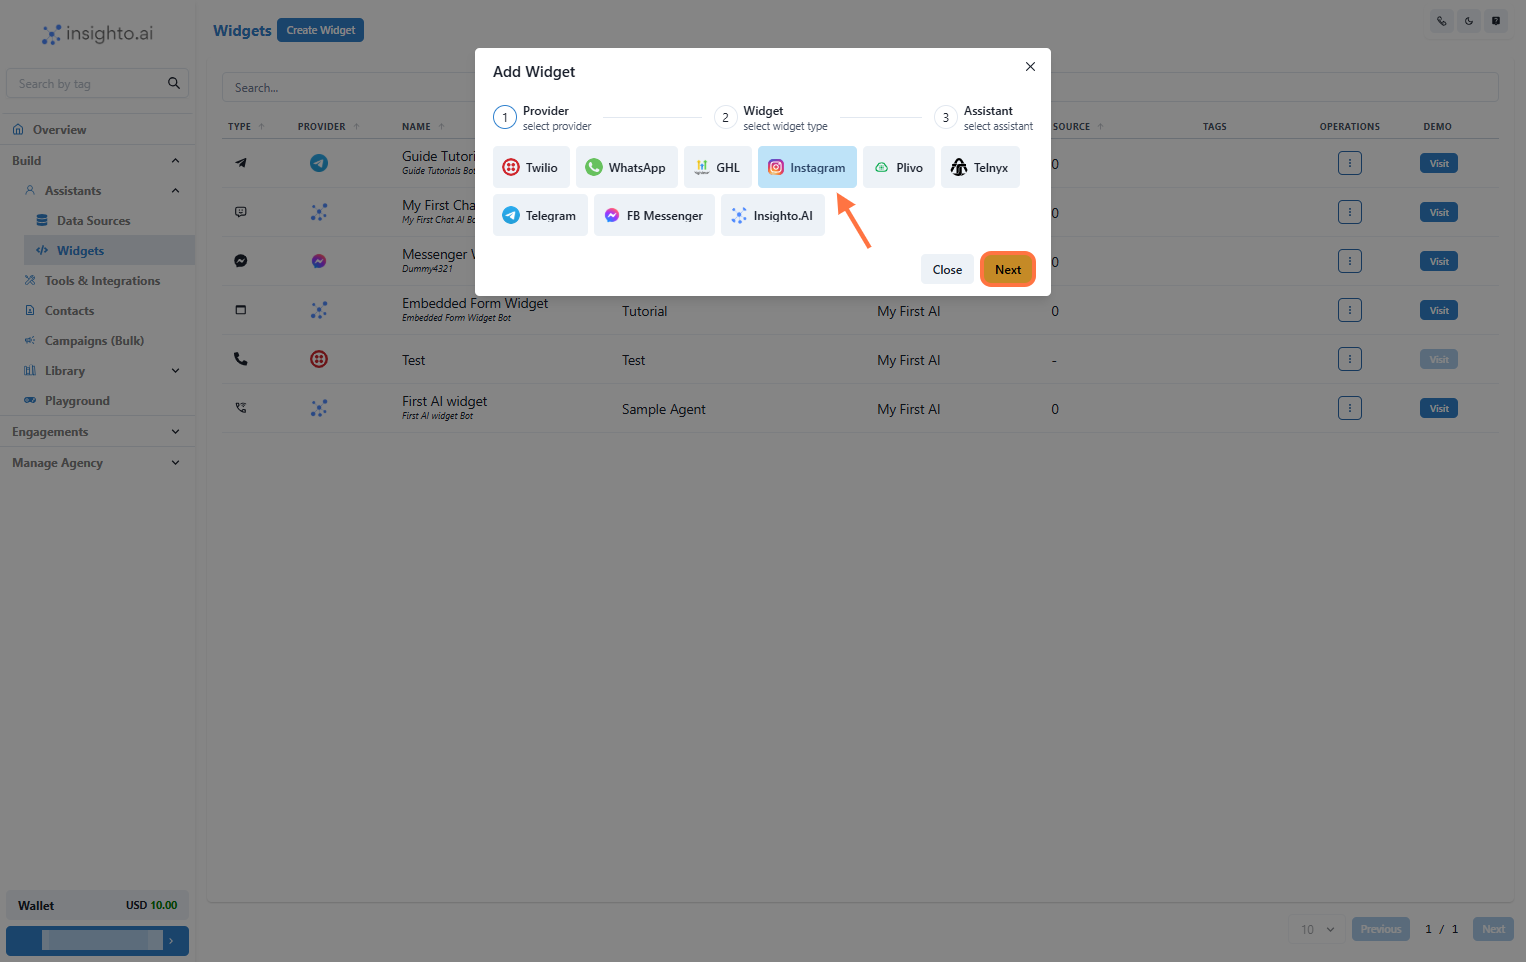 insighto.ai
Search by tag
Overview
Build
Assistants
Data Sources
Widgets
Tools & Integrations
Contacts
Campaigns (Bulk)
Library
Playground
Engagements
Manage Agency
Wallet USD 10.00
Widgets Create Widget
Search...
TYPE PROVIDER NAME SOURCE TAGS OPERATIONS DEMO
Guide Tutori 0 Visit
Guide Tutorials Bot
My First Cha 0 Visit
My First Chat AI Bo
Messenger 0 Visit
Dummy4321
Embedded Form Widget Tutorial My First AI 0 Visit
Embedded Form Widget Bot
Test Test My First AI - Visit
First AI widget Sample Agent My First AI 0 Visit
First AI widget Bot
10 Previous 1 / 1 Next
Add Widget
1 Provider 2 Widget 3 Assistant
select provider select widget type select assistant
Twilio WhatsApp GHL Instagram Plivo Telnyx
Telegram FB Messenger Insighto.AI
Close Next